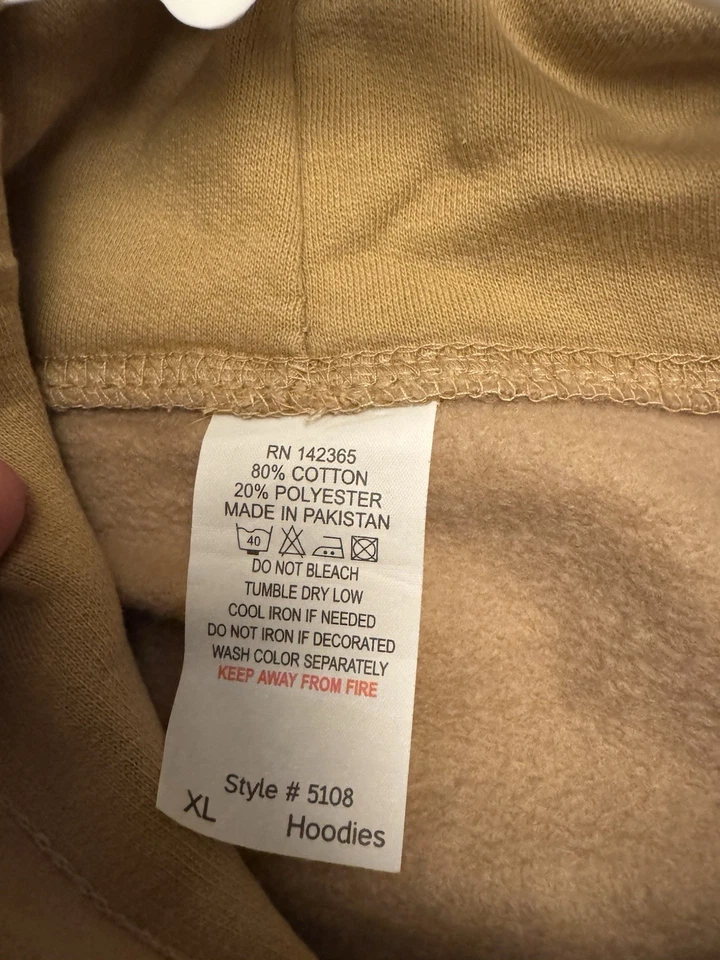 RN 142365
80% COTTON
20% POLYESTER
MADE IN PAKISTAN
40
DO NOT BLEACH
TUMBLE DRY LOW
COOL IRON IF NEEDED
DO NOT IRON IF DECORATED
WASH COLOR SEPARATELY
KEEP AWAY FROM FIRE
Style # 5108
XL
Hoodies